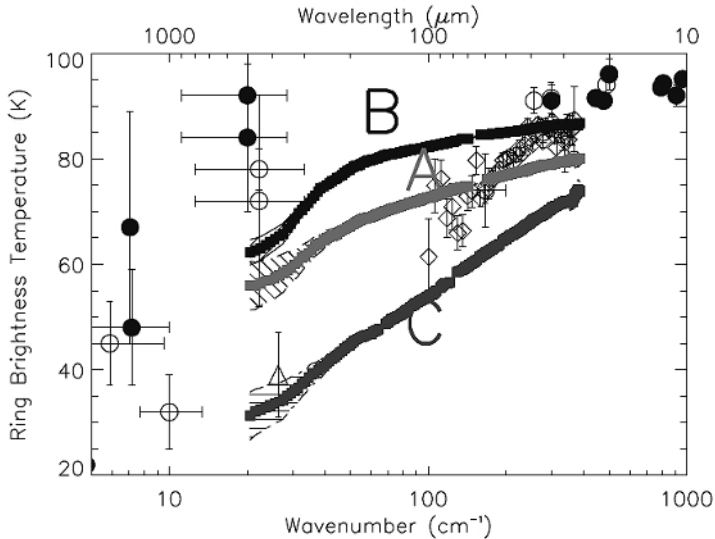 Wavelength (μm)
1000 100 10
100
80
60
40
20
Ring Brightness Temperature (K)
B
A
C
10 100 1000
Wavenumber (cm⁻¹)